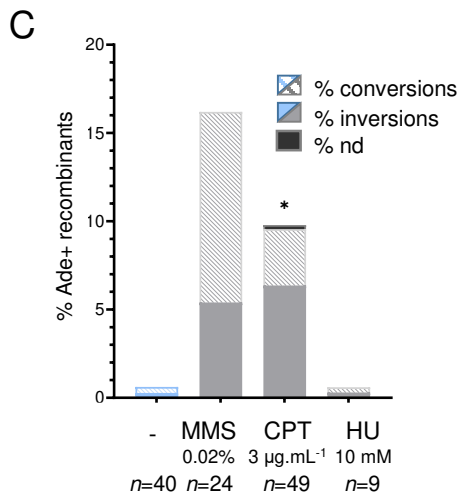 C
20
15
10
5
0
% Ade+ recombinants
% conversions
% inversions
% nd
*
- MMS CPT HU
0.02% 3 µg.mL⁻¹ 10 mM
n=40 n=24 n=49 n=9